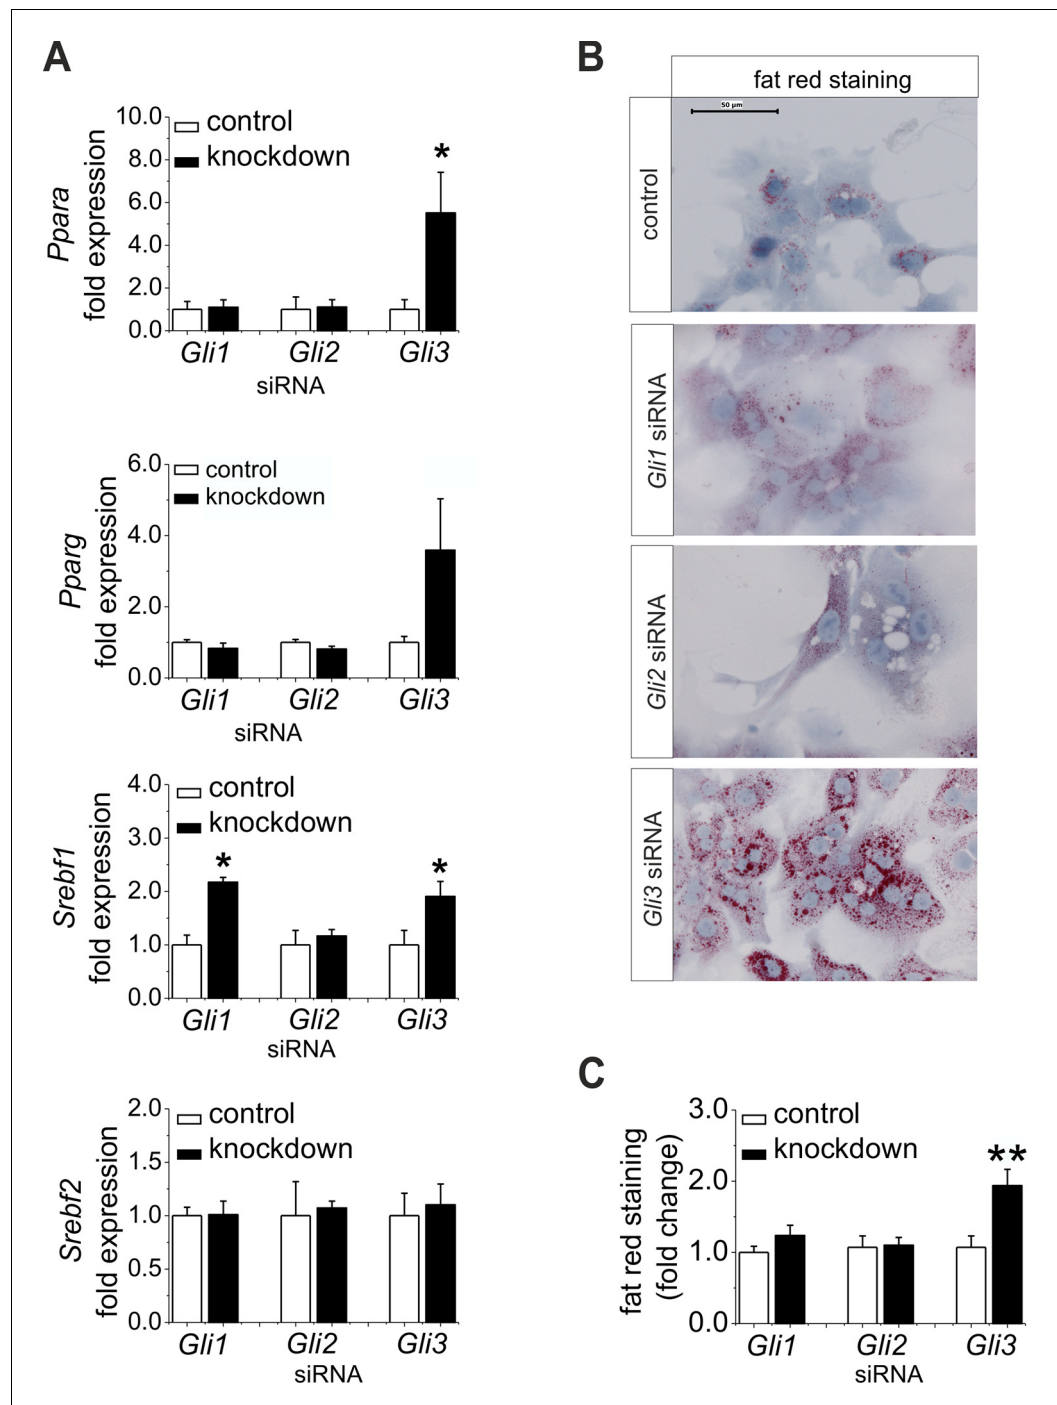 A
10.0
8.0
6.0
4.0
2.0
0.0
Ppara
fold expression
control
knockdown
*
Gli1 Gli2 Gli3
siRNA
6.0
4.0
2.0
0.0
Pparg
fold expression
control
knockdown
Gli1 Gli2 Gli3
siRNA
4.0
3.0
2.0
1.0
0.0
Srebf1
fold expression
control
knockdown
* *
Gli1 Gli2 Gli3
siRNA
2.0
1.5
1.0
0.5
0.0
Srebf2
fold expression
control
knockdown
Gli1 Gli2 Gli3
siRNA
B
fat red staining
50 µm
control
Gli1 siRNA
Gli2 siRNA
Gli3 siRNA
C
3.0
2.0
1.0
0.0
fat red staining
(fold change)
control
knockdown
**
Gli1 Gli2 Gli3
siRNA